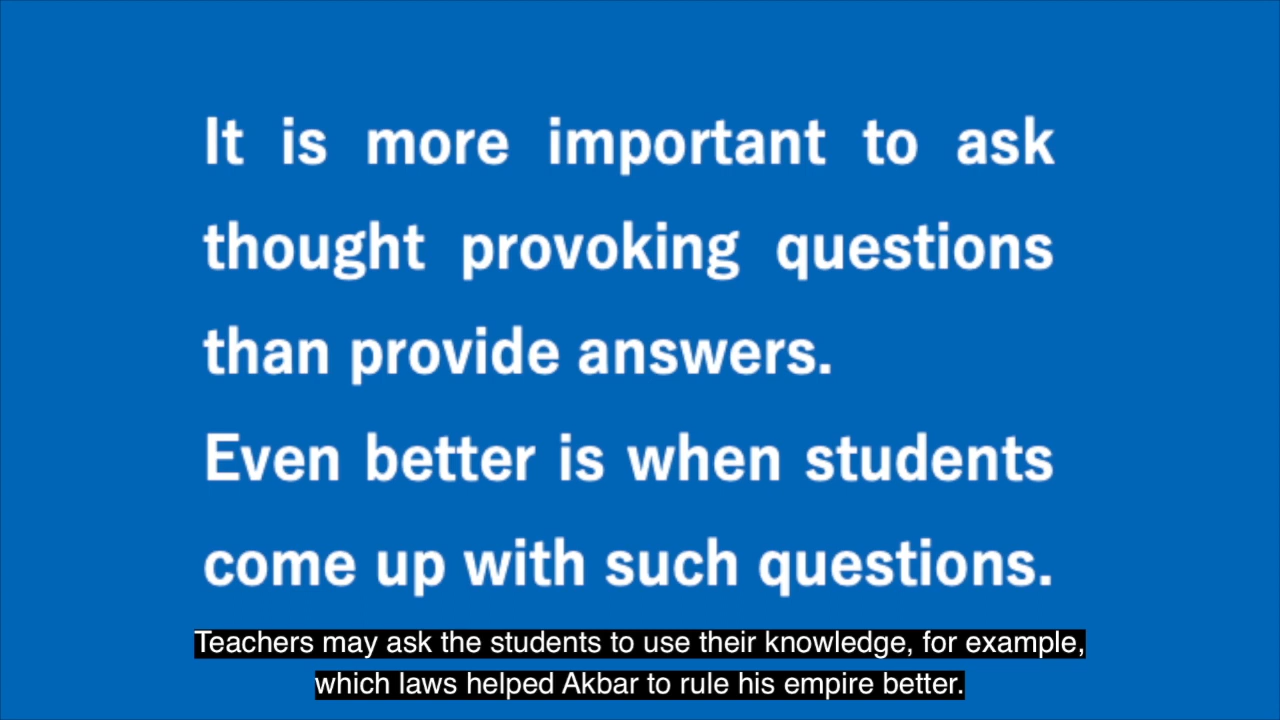 It is more important to ask
thought provoking questions
than provide answers.
Even better is when students
come up with such questions.
Teachers may ask the students to use their knowledge, for example,
which laws helped Akbar to rule his empire better.